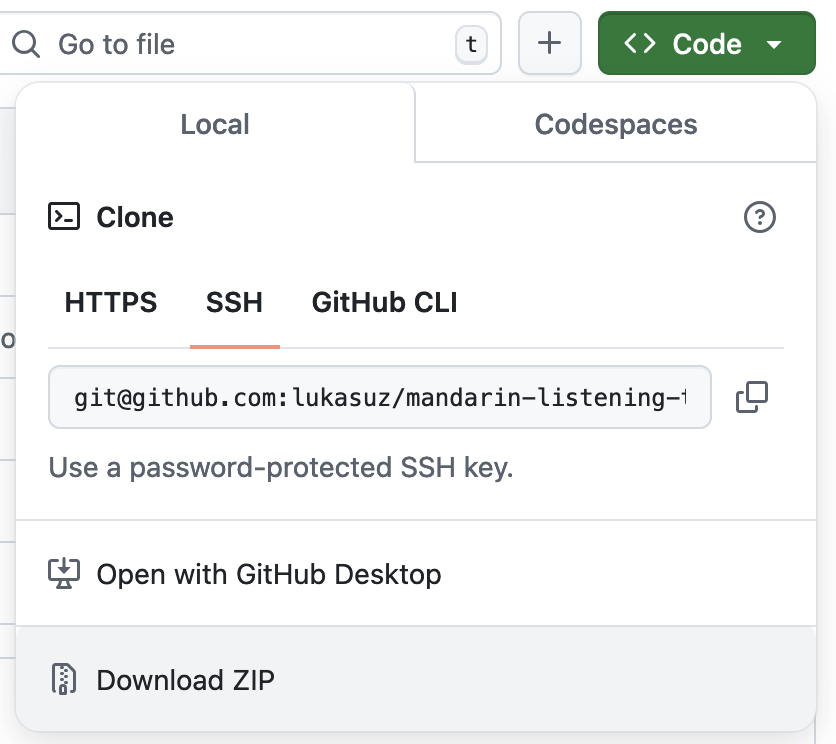 Go to file t + Code
Local Codespaces
Clone
HTTPS SSH GitHub CLI
git@github.com:lukasuz/mandarin-listening-
Use a password-protected SSH key.
Open with GitHub Desktop
Download ZIP